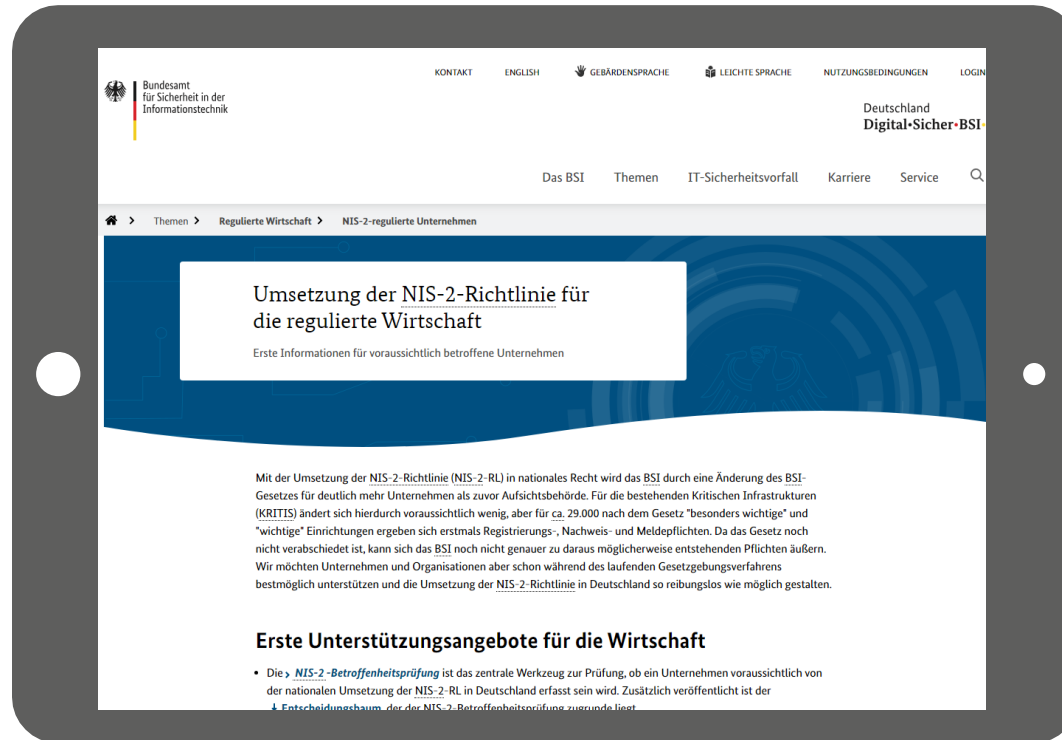 Bundesamt
für Sicherheit in der
Informationstechnik
KONTAKT ENGLISH GEBÄRDENSPRACHE LEICHTE SPRACHE NUTZUNGSBEDINGUNGEN LOGIN
Deutschland
Digital•Sicher•BSI•
Das BSI Themen IT-Sicherheitsvorfall Karriere Service
Themen Regulierte Wirtschaft NIS-2-regulierte Unternehmen
Umsetzung der NIS-2-Richtlinie für
die regulierte Wirtschaft
Erste Informationen für voraussichtlich betroffene Unternehmen
Mit der Umsetzung der NIS-2-Richtlinie (NIS-2-RL) in nationales Recht wird das BSI durch eine Änderung des BSI-
Gesetzes für deutlich mehr Unternehmen als zuvor Aufsichtsbehörde. Für die bestehenden Kritischen Infrastrukturen
(KRITIS) ändert sich hierdurch voraussichtlich wenig, aber für ca. 29.000 nach dem Gesetz "besonders wichtige" und
"wichtige" Einrichtungen ergeben sich erstmals Registrierungs-, Nachweis- und Meldepflichten. Da das Gesetz noch
nicht verabschiedet ist, kann sich das BSI noch nicht genauer zu daraus möglicherweise entstehenden Pflichten äußern.
Wir möchten Unternehmen und Organisationen aber schon während des laufenden Gesetzgebungsverfahrens
bestmöglich unterstützen und die Umsetzung der NIS-2-Richtlinie in Deutschland so reibungslos wie möglich gestalten.
Erste Unterstützungsangebote für die Wirtschaft
• Die › NIS-2 -Betroffenheitsprüfung ist das zentrale Werkzeug zur Prüfung, ob ein Unternehmen voraussichtlich von
der nationalen Umsetzung der NIS-2-RL in Deutschland erfasst sein wird. Zusätzlich veröffentlicht ist der
Entscheidungsbaum, der der NIS-2-Betroffenheitsprüfung zugrunde liegt.